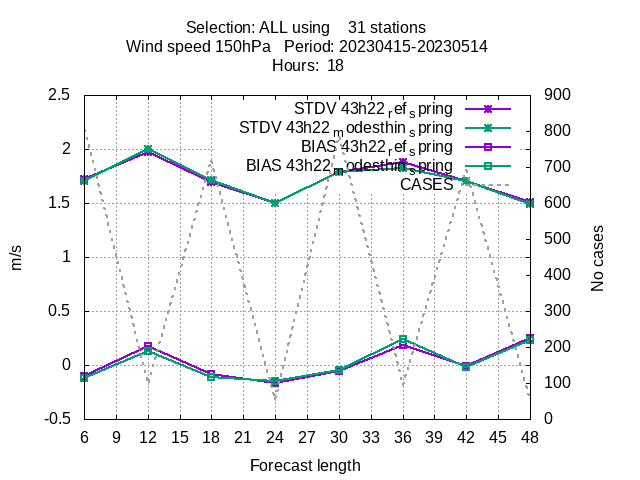 Selection: ALL using    31 stations
Wind speed 150hPa   Period: 20230415-20230514
Hours:  18
2.5
2
1.5
1
0.5
0
-0.5
m/s
STDV 43h22_ref_spring
STDV 43h22_modesthin_spring
BIAS 43h22_ref_spring
BIAS 43h22_modesthin_spring
CASES
900
800
700
600
500
400
300
200
100
0
No cases
6 9 12 15 18 21 24 27 30 33 36 39 42 45 48
Forecast length